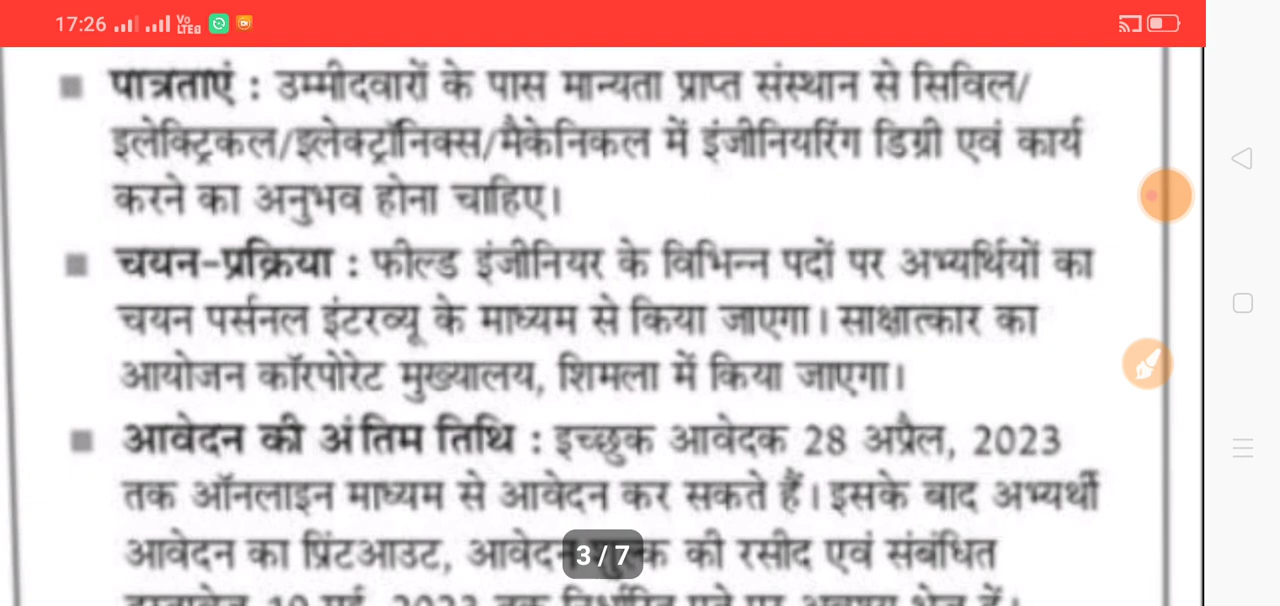 17:26 Vo LTE
पात्रताएं : उम्मीदवारों के पास मान्यता प्राप्त संस्थान से सिविल/
इलेक्ट्रिकल/इलेक्ट्रॉनिक्स/मैकेनिकल में इंजीनियरिंग डिग्री एवं कार्य
करने का अनुभव होना चाहिए।
चयन-प्रक्रिया : फील्ड इंजीनियर के विभिन्न पदों पर अभ्यर्थियों का
चयन पर्सनल इंटरव्यू के माध्यम से किया जाएगा। साक्षात्कार का
आयोजन कॉरपोरेट मुख्यालय, शिमला में किया जाएगा।
आवेदन की अंतिम तिथि : इच्छुक आवेदक 28 अप्रैल, 2023
तक ऑनलाइन माध्यम से आवेदन कर सकते हैं। इसके बाद अभ्यर्थी
आवेदन का प्रिंटआउट, आवेदन की रसीद एवं संबंधित
3/7